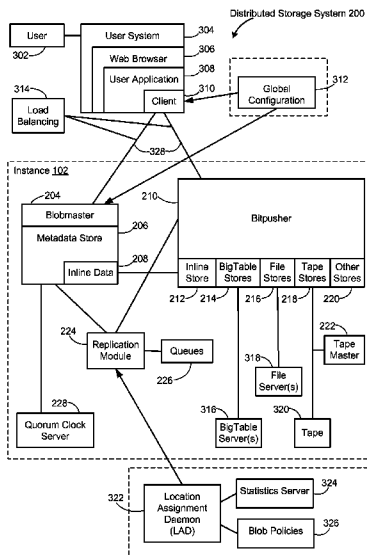 Distributed Storage System 200
User
302
User System
304
Web Browser
306
User Application
308
Client
310
Global
Configuration
312
314
Load
Balancing
328
Instance 102
204
Blobmaster
206
Metadata Store
208
Inline Data
210
Bitpusher
Inline
Store
BigTable
Stores
File
Stores
Tape
Stores
Other
Stores
212
214
216
218
220
222
Tape
Master
224
Replication
Module
Queues
226
318
File
Server(s)
228
Quorum Clock
Server
316
BigTable
Server(s)
320
Tape
322
Location
Assignment
Daemon
(LAD)
Statistics Server
324
Blob Policies
326